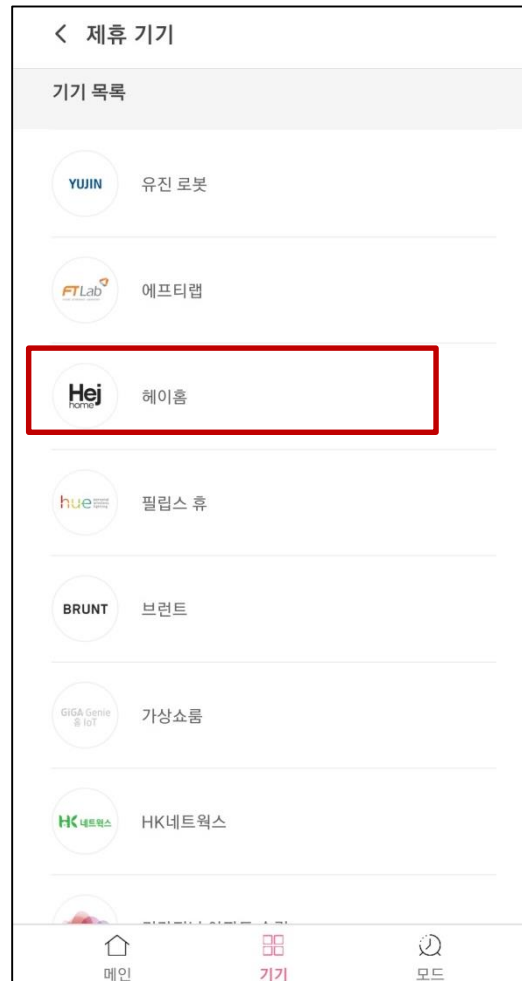 제휴 기기
기기 목록
YUJIN
유진 로봇
FTLab
에프티랩
Hej
home
헤이홈
hue
필립스 휴
BRUNT
브런트
GiGA Genie
홈 IoT
가상쇼룸
HK네트웍스
HK네트웍스
메인
기기
모드